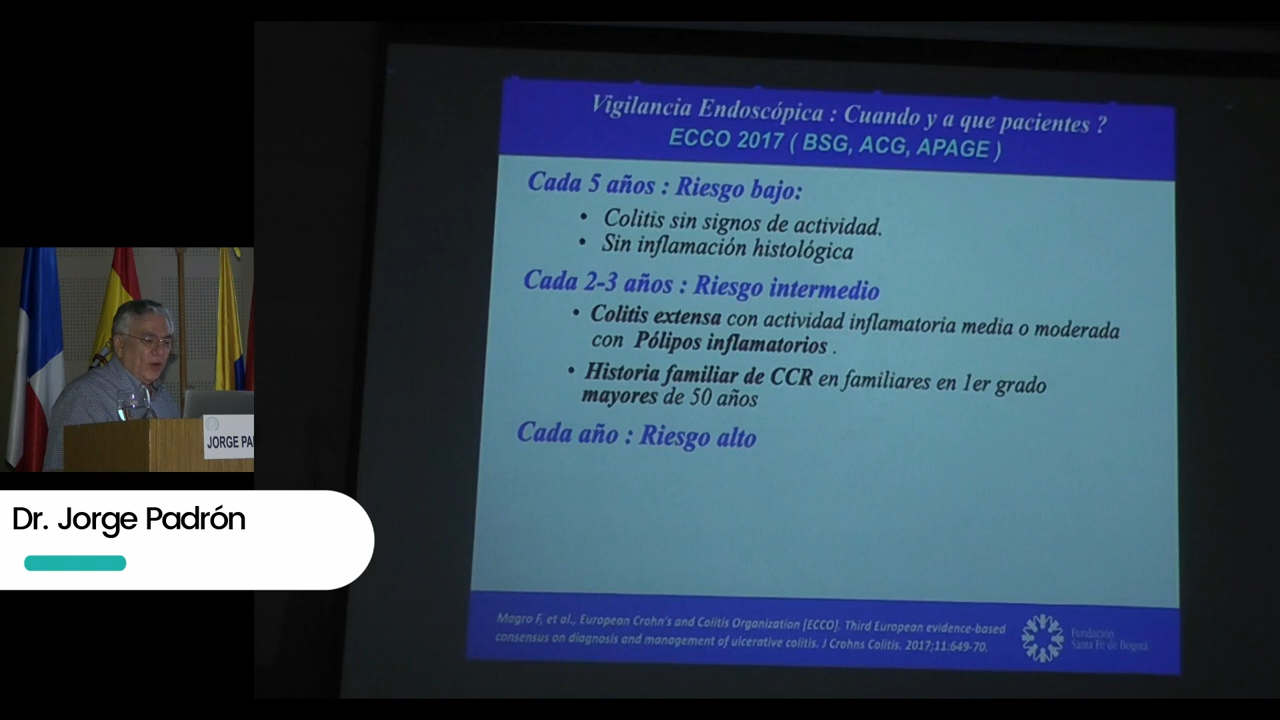 Vigilancia Endoscópica : Cuando y a que pacientes ?
ECCO 2017 ( BSG, ACG, APAGE )
Cada 5 años : Riesgo bajo:
• Colitis sin signos de actividad.
• Sin inflamación histológica
Cada 2-3 años : Riesgo intermedio
• Colitis extensa con actividad inflamatoria media o moderada
con Pólipos inflamatorios .
• Historia familiar de CCR en familiares en 1er grado
mayores de 50 años
Cada año : Riesgo alto
Magro F, et al., European Crohn's and Colitis Organization [ECCO]. Third European evidence-based
consensus on diagnosis and management of ulcerative colitis. J Crohns Colitis. 2017;11:649-70.
Fundación
Santa Fe de Bogotá
JORGE PA
Dr. Jorge Padrón